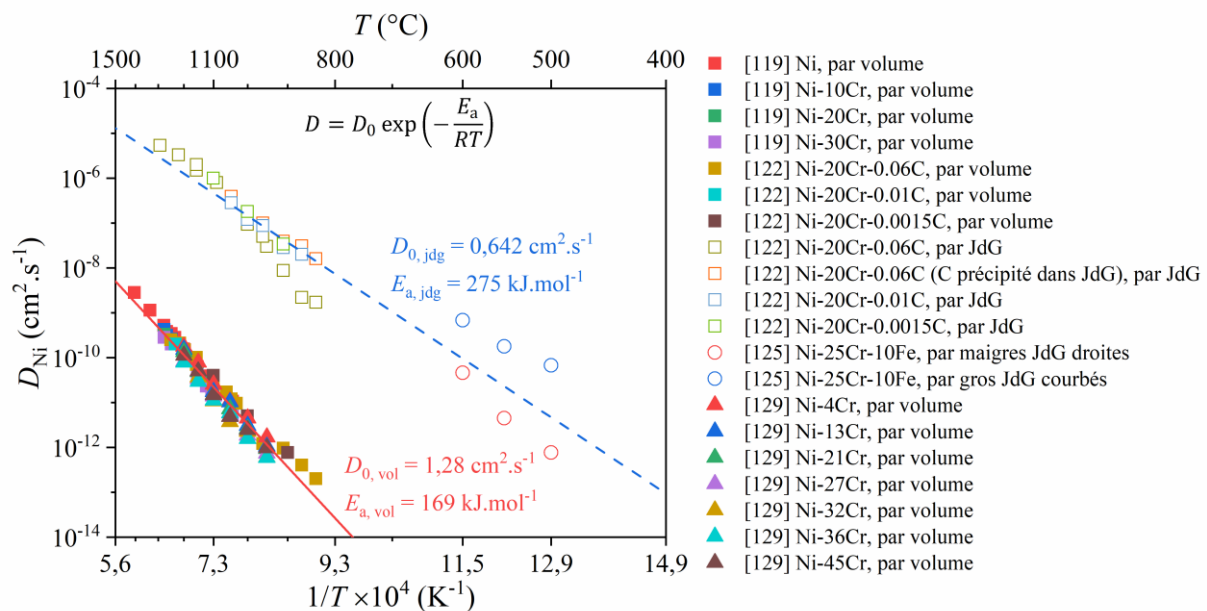 T (°C)
1500 1100 800 600 500 400
10⁻⁴
10⁻⁶
10⁻⁸
10⁻¹⁰
10⁻¹²
10⁻¹⁴
D_Ni (cm².s⁻¹)
D = D₀ exp(−E_a/RT)
D₀, jdg = 0,642 cm².s⁻¹
E_a, jdg = 275 kJ.mol⁻¹
D₀, vol = 1,28 cm².s⁻¹
E_a, vol = 169 kJ.mol⁻¹
5,6 7,3 9,3 11,5 12,9 14,9
1/T ×10⁴ (K⁻¹)
[119] Ni, par volume
[119] Ni-10Cr, par volume
[119] Ni-20Cr, par volume
[119] Ni-30Cr, par volume
[122] Ni-20Cr-0.06C, par volume
[122] Ni-20Cr-0.01C, par volume
[122] Ni-20Cr-0.0015C, par volume
[122] Ni-20Cr-0.06C, par JdG
[122] Ni-20Cr-0.06C (C précipité dans JdG), par JdG
[122] Ni-20Cr-0.01C, par JdG
[122] Ni-20Cr-0.0015C, par JdG
[125] Ni-25Cr-10Fe, par maigres JdG droites
[125] Ni-25Cr-10Fe, par gros JdG courbés
[129] Ni-4Cr, par volume
[129] Ni-13Cr, par volume
[129] Ni-21Cr, par volume
[129] Ni-27Cr, par volume
[129] Ni-32Cr, par volume
[129] Ni-36Cr, par volume
[129] Ni-45Cr, par volume